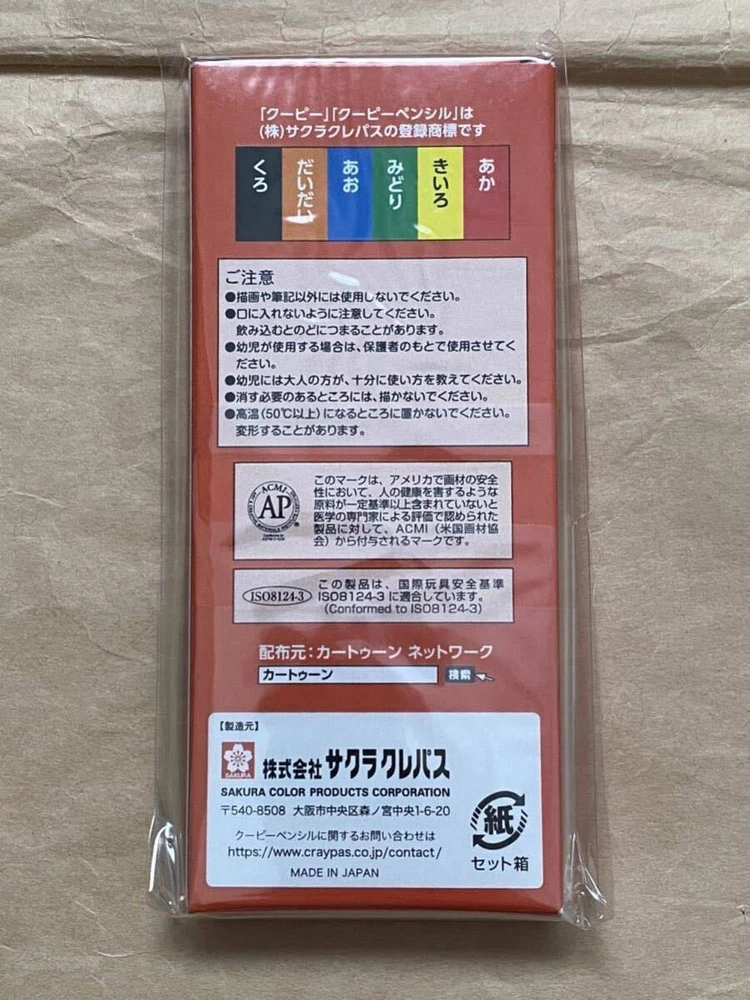 「クーピー」「クーピーペンシル」は
(株)サクラクレパスの登録商標です
くろ
だいだい
あお
みどり
きいろ
あか
ご注意
●描画や筆記以外には使用しないでください。
●口に入れないように注意してください。
飲み込むとのどにつまることがあります。
●幼児が使用する場合は、保護者のもとで使用させてく
ださい。
●幼児には大人の方が、十分に使い方を教えてください。
●消す必要のあるところには、描かないでください。
●高温(50℃以上)になるところに置かないでください。
変形することがあります。
ACMI
AP
このマークは、アメリカで画材の安全
性において、人の健康を害するような
原料が一定基準以上含まれていないと
医学の専門家による評価で認められた
製品に対して、ACMI(米国画材協
会)から付与されるマークです。
ISO8124-3
この製品は、国際玩具安全基準
ISO8124-3に適合しています。
(Conformed to ISO8124-3)
配布元:カートゥーン ネットワーク
カートゥーン
検索
【製造元】
SAKURA
株式会社サクラクレパス
SAKURA COLOR PRODUCTS CORPORATION
〒540-8508 大阪市中央区森ノ宮中央1-6-20
クーピーペンシルに関するお問い合わせは
https://www.craypas.co.jp/contact/
MADE IN JAPAN
紙
セット箱